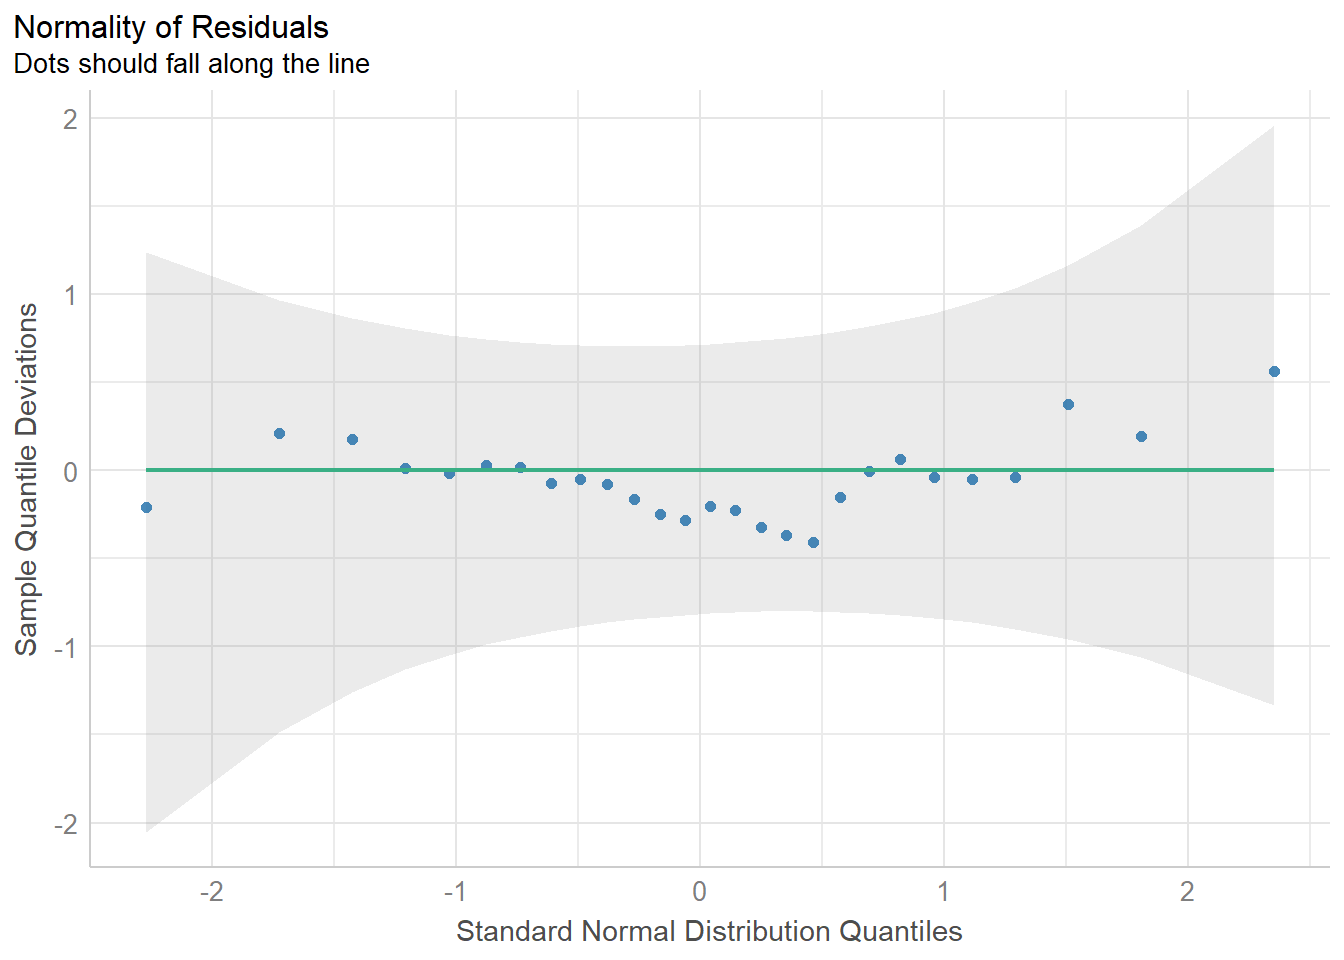 Normality of Residuals
Dots should fall along the line
Sample Quantile Deviations
2
1
0
-1
-2
-2
-1
0
1
2
Standard Normal Distribution Quantiles